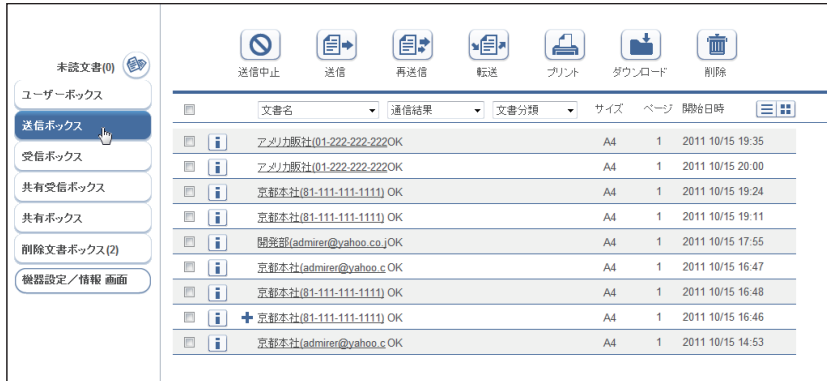 未読文書(0)
ユーザーボックス
送信ボックス
受信ボックス
共有受信ボックス
共有ボックス
削除文書ボックス(2)
機器設定／情報 画面
送信中止 送信 再送信 転送 プリント ダウンロード 削除
文書名 通信結果 文書分類 サイズ ページ 開始日時
アメリカ販社(01-222-222-222OK A4 1 2011 10/15 19:35
アメリカ販社(01-222-222-222OK A4 1 2011 10/15 20:00
京都本社(81-111-111-1111) OK A4 1 2011 10/15 19:24
京都本社(81-111-111-1111) OK A4 1 2011 10/15 19:11
開発部(admirer@yahoo.co.jOK A4 1 2011 10/15 17:55
京都本社(admirer@yahoo.c OK A4 1 2011 10/15 16:47
京都本社(81-111-111-1111) OK A4 1 2011 10/15 16:48
京都本社(81-111-111-1111) OK A4 1 2011 10/15 16:46
京都本社(admirer@yahoo.c OK A4 1 2011 10/15 14:53